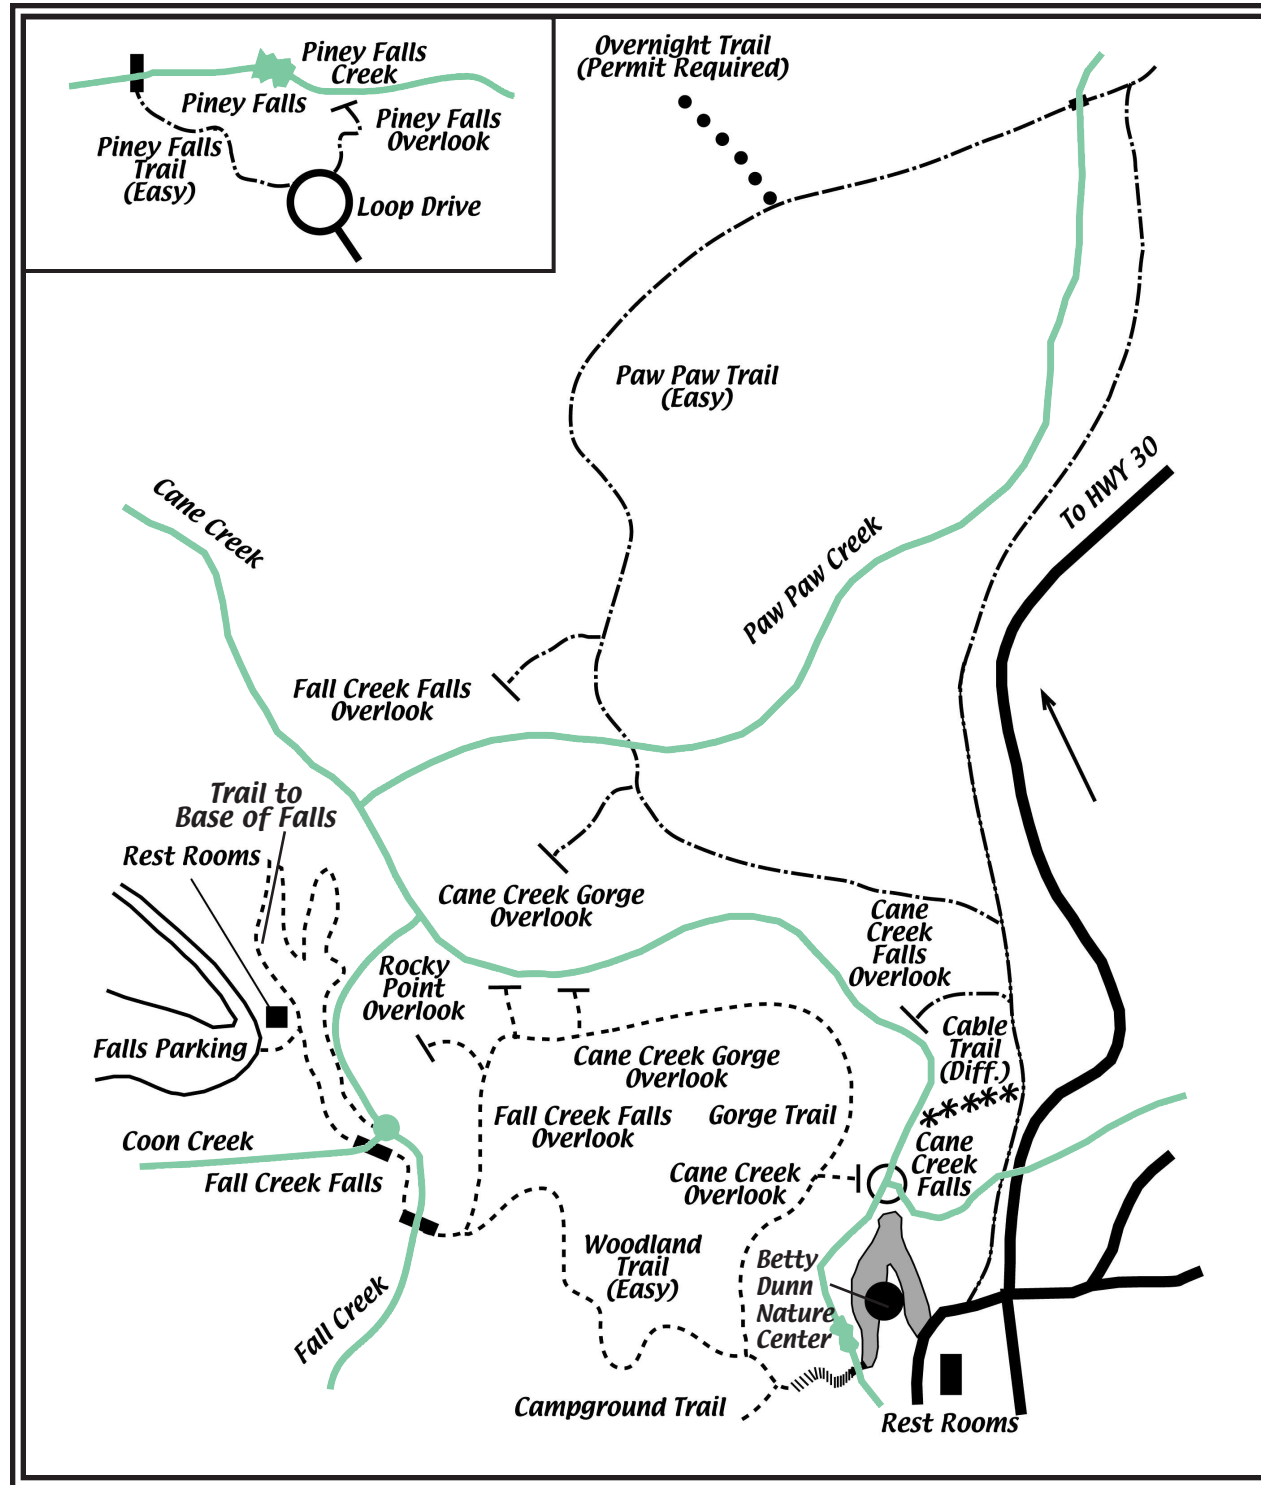 Piney Falls
Creek
Piney Falls
Piney Falls
Overlook
Piney Falls
Trail
(Easy)
Loop Drive
Overnight Trail
(Permit Required)
Paw Paw Trail
(Easy)
To HWY 30
Cane Creek
Paw Paw Creek
Fall Creek Falls
Overlook
Trail to
Base of Falls
Rest Rooms
Cane Creek Gorge
Overlook
Cane
Creek
Falls
Overlook
Rocky
Point
Overlook
Cable
Trail
(Diff.)
Falls Parking
Cane Creek Gorge
Overlook
Fall Creek Falls
Overlook
Gorge Trail
Coon Creek
Fall Creek Falls
Cane Creek
Overlook
Cane
Creek
Falls
Woodland
Trail
(Easy)
Betty
Dunn
Nature
Center
Fall Creek
Campground Trail
Rest Rooms